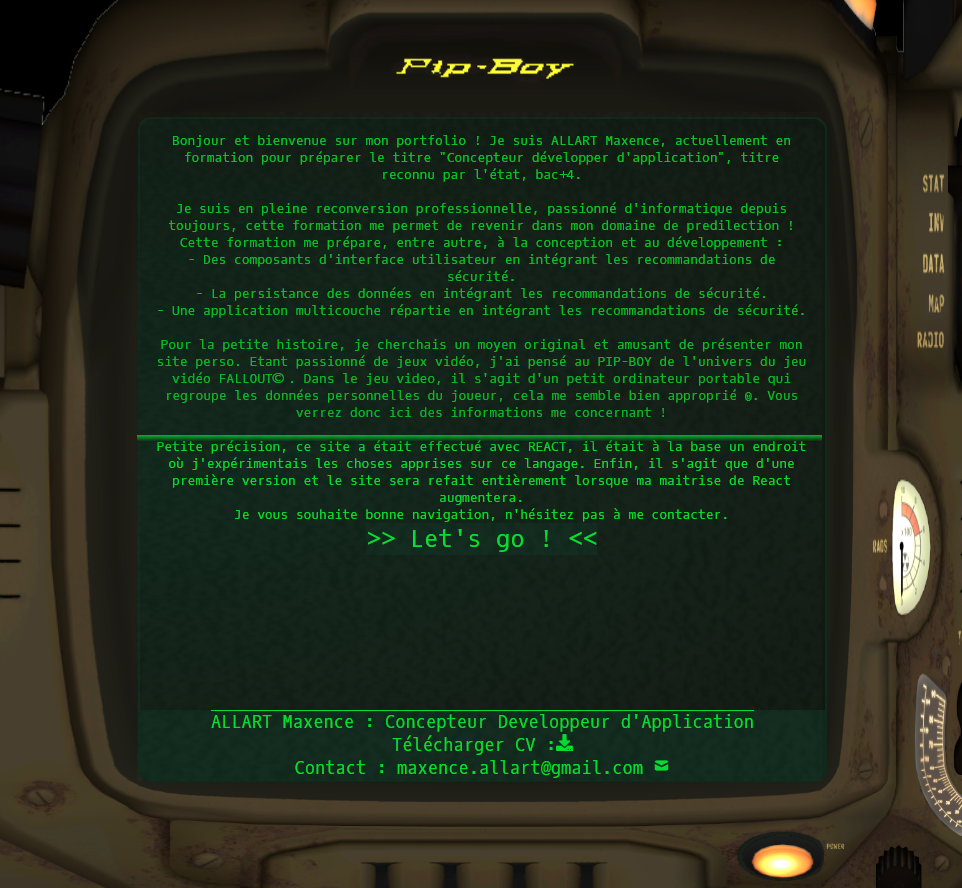 Pip-Boy
Bonjour et bienvenue sur mon portfolio ! Je suis ALLART Maxence, actuellement en
formation pour préparer le titre "Concepteur développer d'application", titre
reconnu par l'état, bac+4.
Je suis en pleine reconversion professionnelle, passionné d'informatique depuis
toujours, cette formation me permet de revenir dans mon domaine de predilection !
Cette formation me prépare, entre autre, à la conception et au développement :
- Des composants d'interface utilisateur en intégrant les recommandations de
sécurité.
- La persistance des données en intégrant les recommandations de sécurité.
- Une application multicouche répartie en intégrant les recommandations de sécurité.
Pour la petite histoire, je cherchais un moyen original et amusant de présenter mon
site perso. Etant passionné de jeux vidéo, j'ai pensé au PIP-BOY de l'univers du jeu
vidéo FALLOUT© . Dans le jeu video, il s'agit d'un petit ordinateur portable qui
regroupe les données personnelles du joueur, cela me semble bien approprié ☻. Vous
verrez donc ici des informations me concernant !
Petite précision, ce site a était effectué avec REACT, il était à la base un endroit
où j'expérimentais les choses apprises sur ce langage. Enfin, il s'agit que d'une
première version et le site sera refait entièrement lorsque ma maitrise de React
augmentera.
Je vous souhaite bonne navigation, n'hésitez pas à me contacter.
>> Let's go ! <<
ALLART Maxence : Concepteur Developpeur d'Application
Télécharger CV :
Contact : maxence.allart@gmail.com
STAT
INV
DATA
MAP
RADIO
RADS
POWER